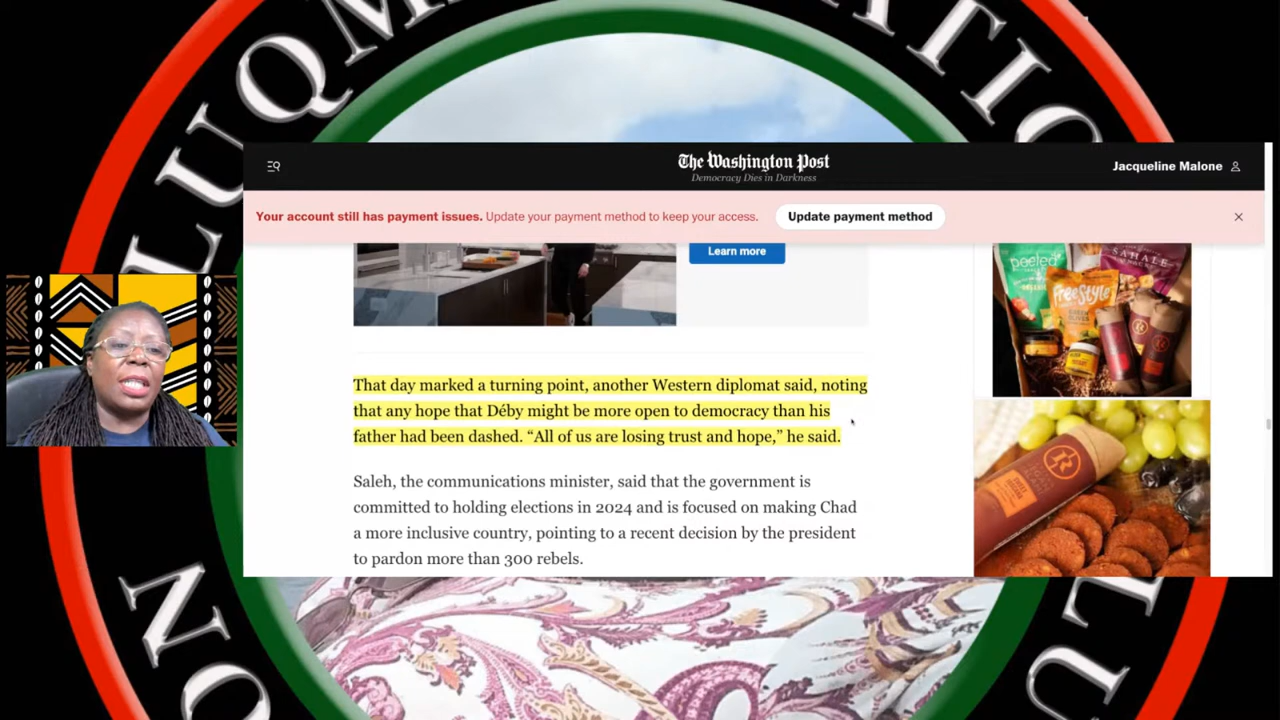 LUQM
The Washington Post
Democracy Dies in Darkness
Jacqueline Malone
Your account still has payment issues. Update your payment method to keep your access.
Update payment method
Learn more
peeled
SAHALE
FREESTYLE
That day marked a turning point, another Western diplomat said, noting
that any hope that Déby might be more open to democracy than his
father had been dashed. “All of us are losing trust and hope,” he said.
Saleh, the communications minister, said that the government is
committed to holding elections in 2024 and is focused on making Chad
a more inclusive country, pointing to a recent decision by the president
to pardon more than 300 rebels.